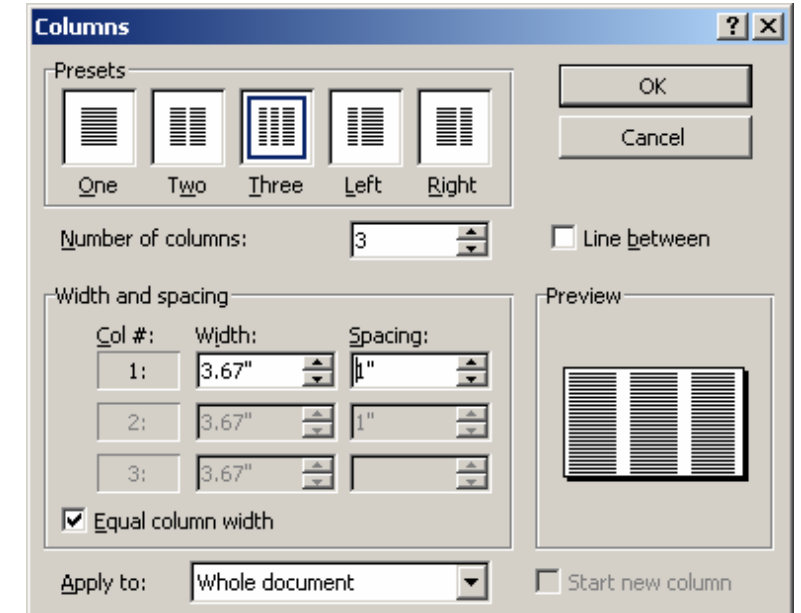 Columns
Presets
One Two Three Left Right
OK
Cancel
Number of columns: 3
Line between
Width and spacing
Col #: Width: Spacing:
1: 3.67" 1"
2: 3.67" 1"
3: 3.67"
Equal column width
Preview
Apply to: Whole document
Start new column